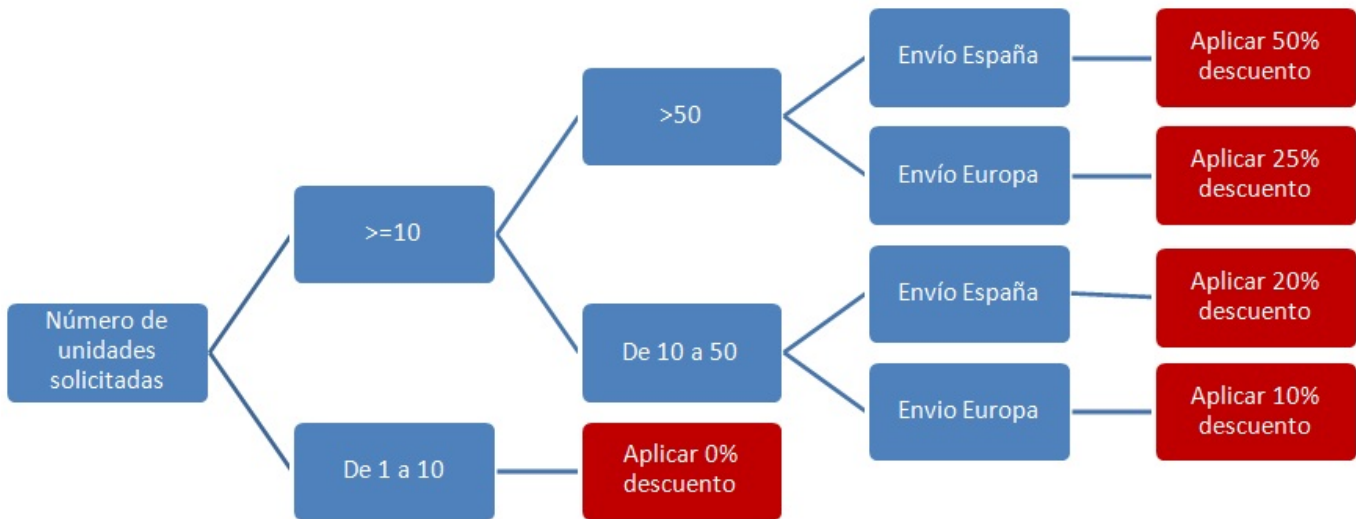 Número de
unidades
solicitadas
>=10
>50
Envío España
Aplicar 50%
descuento
Envío Europa
Aplicar 25%
descuento
De 10 a 50
Envío España
Aplicar 20%
descuento
Envio Europa
Aplicar 10%
descuento
De 1 a 10
Aplicar 0%
descuento